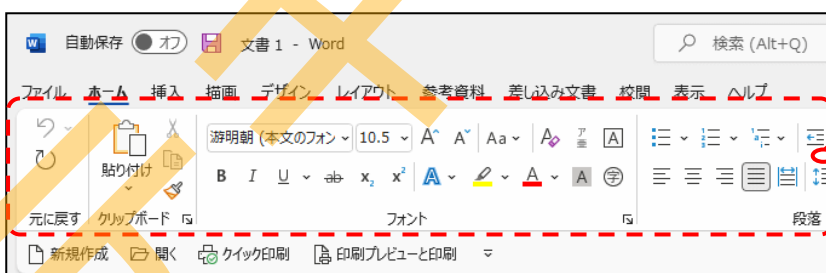 自動保存 オフ 文書 1 - Word 検索 (Alt+Q)
ファイル ホーム 挿入 描画 デザイン レイアウト 参考資料 差し込み文書 校閲 表示 ヘルプ
游明朝 (本文のフォン 10.5 A A Aa A ア亜 A
貼り付け
B I U ab x₂ x² A A A 字
元に戻す クリップボード フォント 段落
新規作成 開く クイック印刷 印刷プレビューと印刷